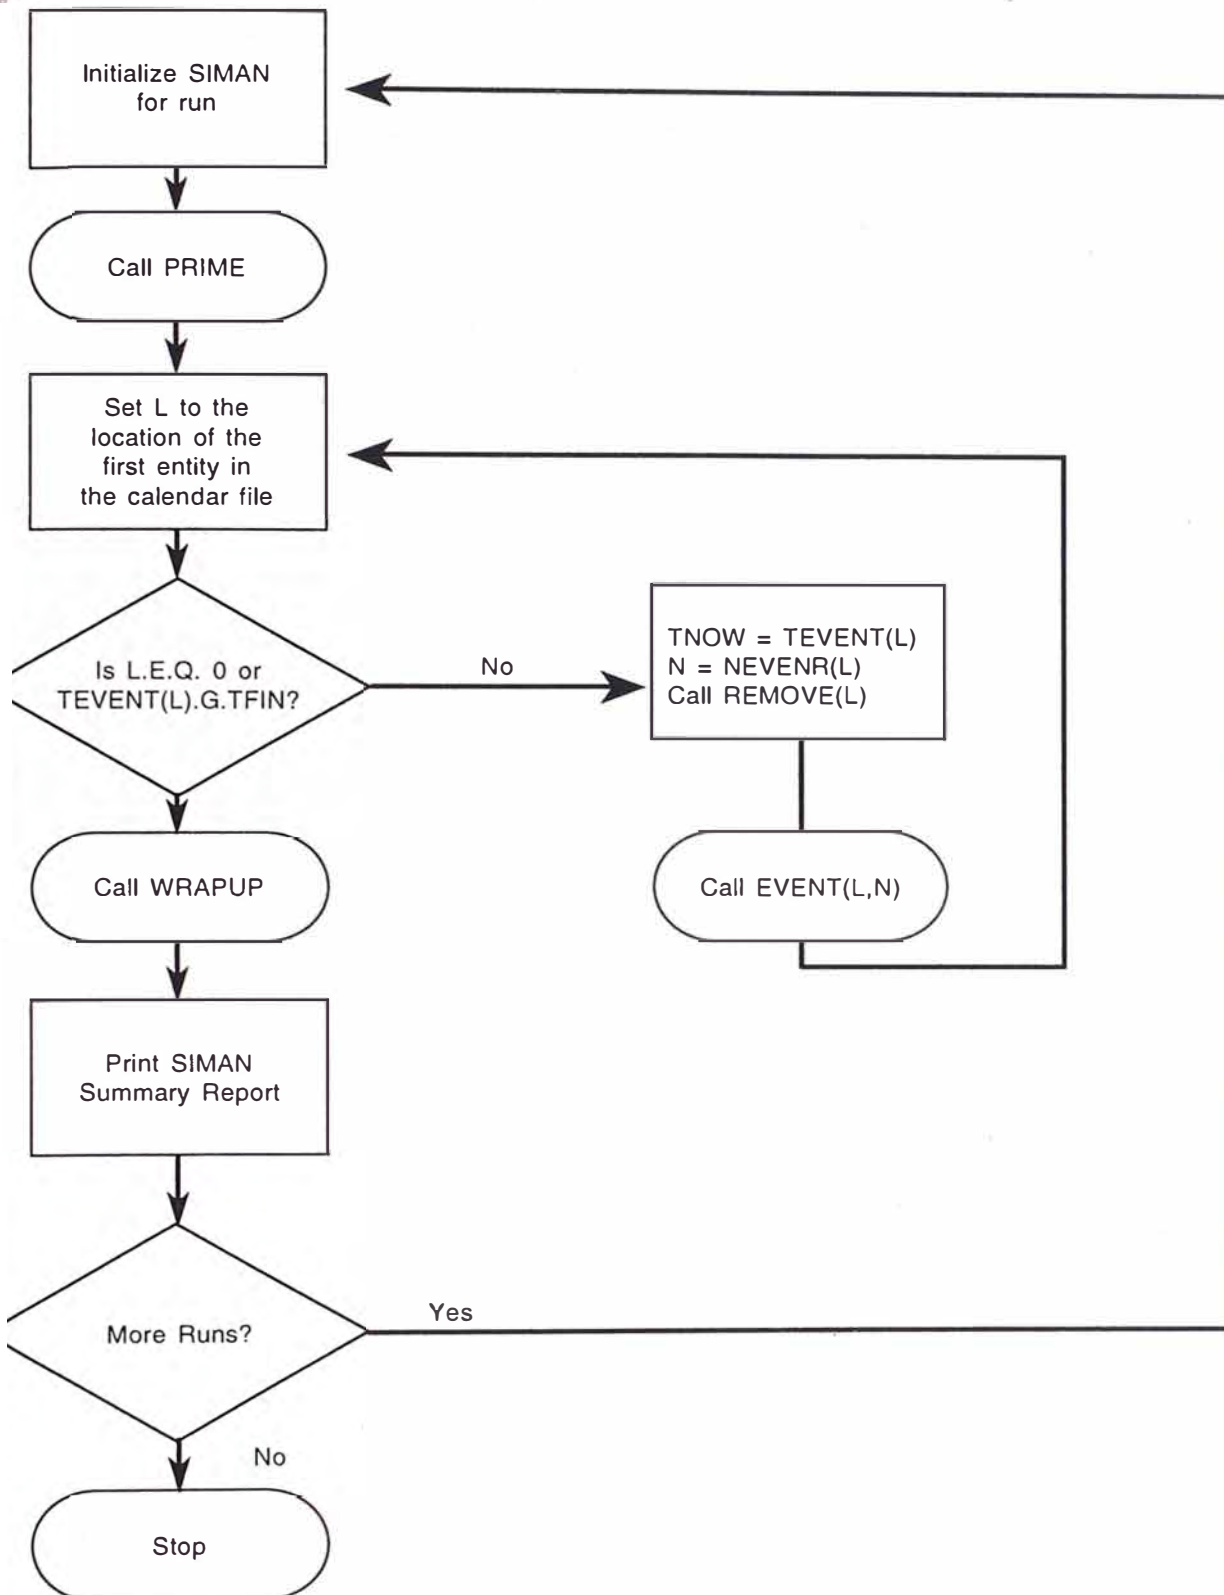 Initialize SIMAN
for run
Call PRIME
Set L to the
location of the
first entity in
the calendar file
Is L.E.Q. 0 or
TEVENT(L).G.TFIN?
No
TNOW = TEVENT(L)
N = NEVENR(L)
Call REMOVE(L)
Call WRAPUP
Call EVENT(L,N)
Print SIMAN
Summary Report
More Runs?
Yes
No
Stop